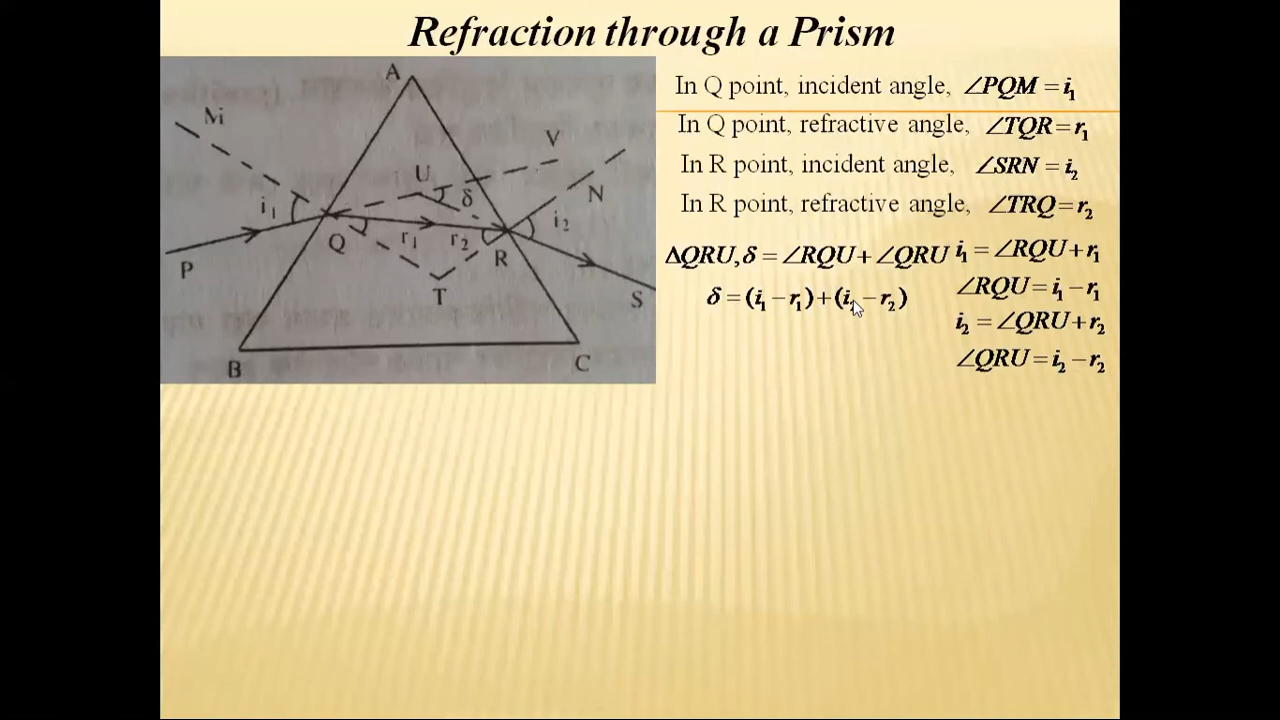 Refraction through a Prism
In Q point, incident angle, ∠PQM = i₁
In Q point, refractive angle, ∠TQR = r₁
In R point, incident angle, ∠SRN = i₂
In R point, refractive angle, ∠TRQ = r₂
ΔQRU, δ = ∠RQU + ∠QRU
δ = (i₁ − r₁) + (i₂ − r₂)
i₁ = ∠RQU + r₁
∠RQU = i₁ − r₁
i₂ = ∠QRU + r₂
∠QRU = i₂ − r₂
A
M
V
U
N
δ
i₁
i₂
Q
r₁
r₂
R
P
T
S
B
C